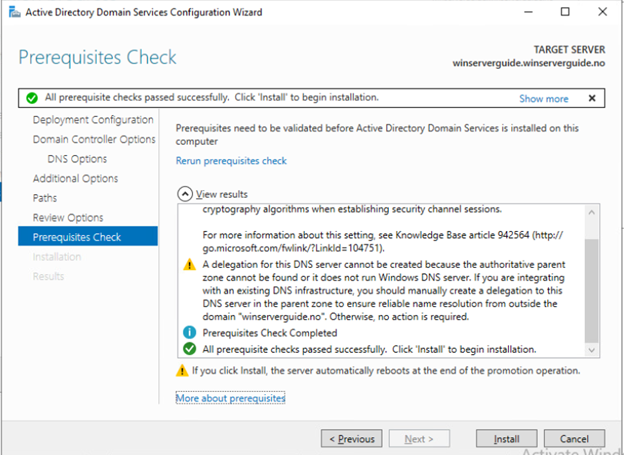 Active Directory Domain Services Configuration Wizard
Prerequisites Check
TARGET SERVER
winserverguide.winserverguide.no
All prerequisite checks passed successfully. Click 'Install' to begin installation.
Show more
Deployment Configuration
Domain Controller Options
DNS Options
Additional Options
Paths
Review Options
Prerequisites Check
Installation
Results
Prerequisites need to be validated before Active Directory Domain Services is installed on this
computer
Rerun prerequisites check
View results
cryptography algorithms when establishing security channel sessions.
For more information about this setting, see Knowledge Base article 942564 (http://
go.microsoft.com/fwlink/?LinkId=104751).
A delegation for this DNS server cannot be created because the authoritative parent
zone cannot be found or it does not run Windows DNS server. If you are integrating
with an existing DNS infrastructure, you should manually create a delegation to this
DNS server in the parent zone to ensure reliable name resolution from outside the
domain "winserverguide.no". Otherwise, no action is required.
Prerequisites Check Completed
All prerequisite checks passed successfully. Click 'Install' to begin installation.
If you click Install, the server automatically reboots at the end of the promotion operation.
More about prerequisites
< Previous
Next >
Install
Cancel
Activate Wind